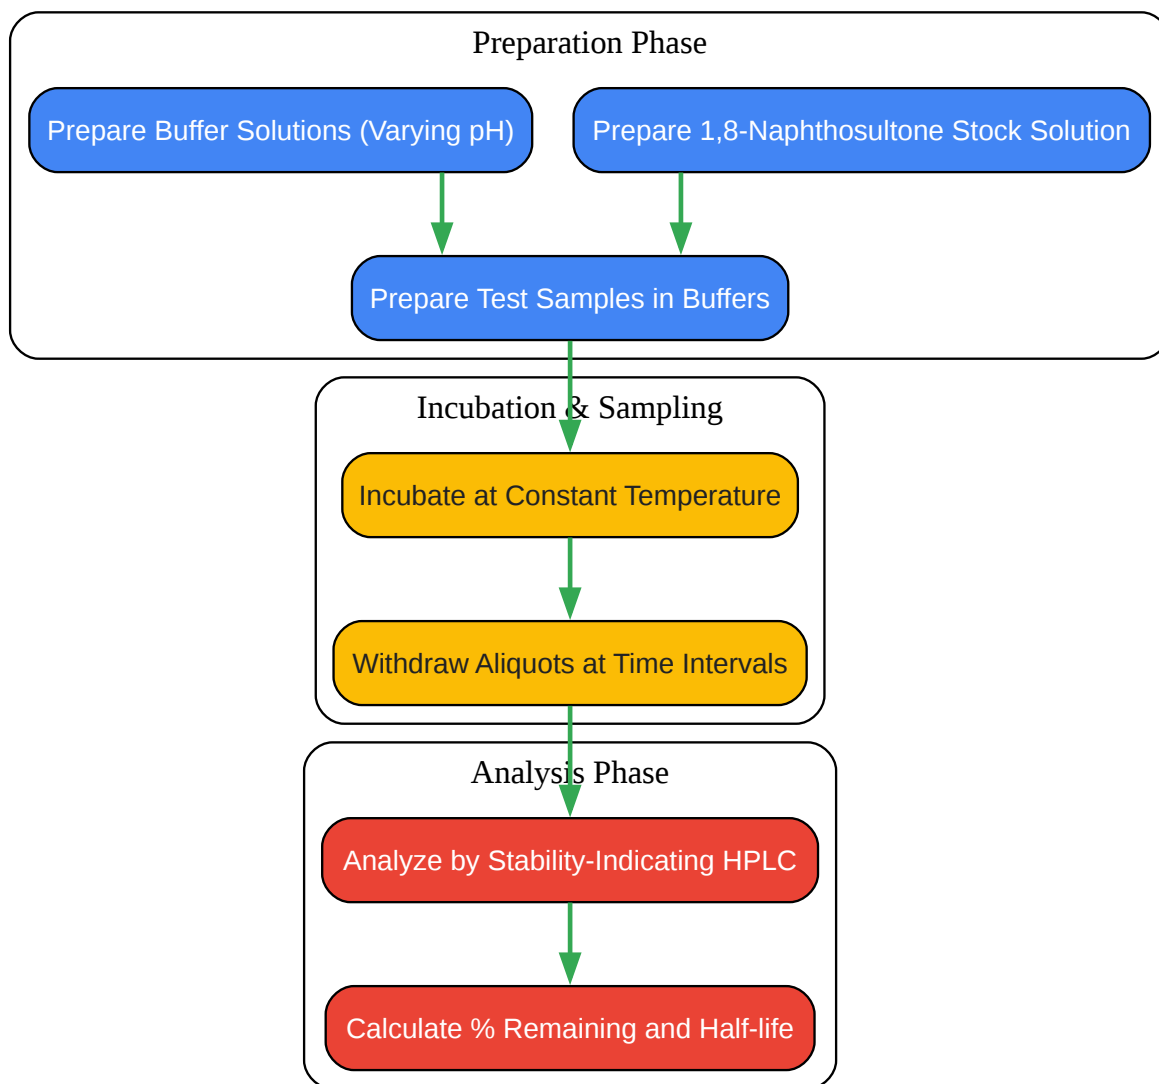 Preparation Phase
Prepare Buffer Solutions (Varying pH)
Prepare 1,8-Naphthosultone Stock Solution
Prepare Test Samples in Buffers
Incubation & Sampling
Incubate at Constant Temperature
Withdraw Aliquots at Time Intervals
Analysis Phase
Analyze by Stability-Indicating HPLC
Calculate % Remaining and Half-life